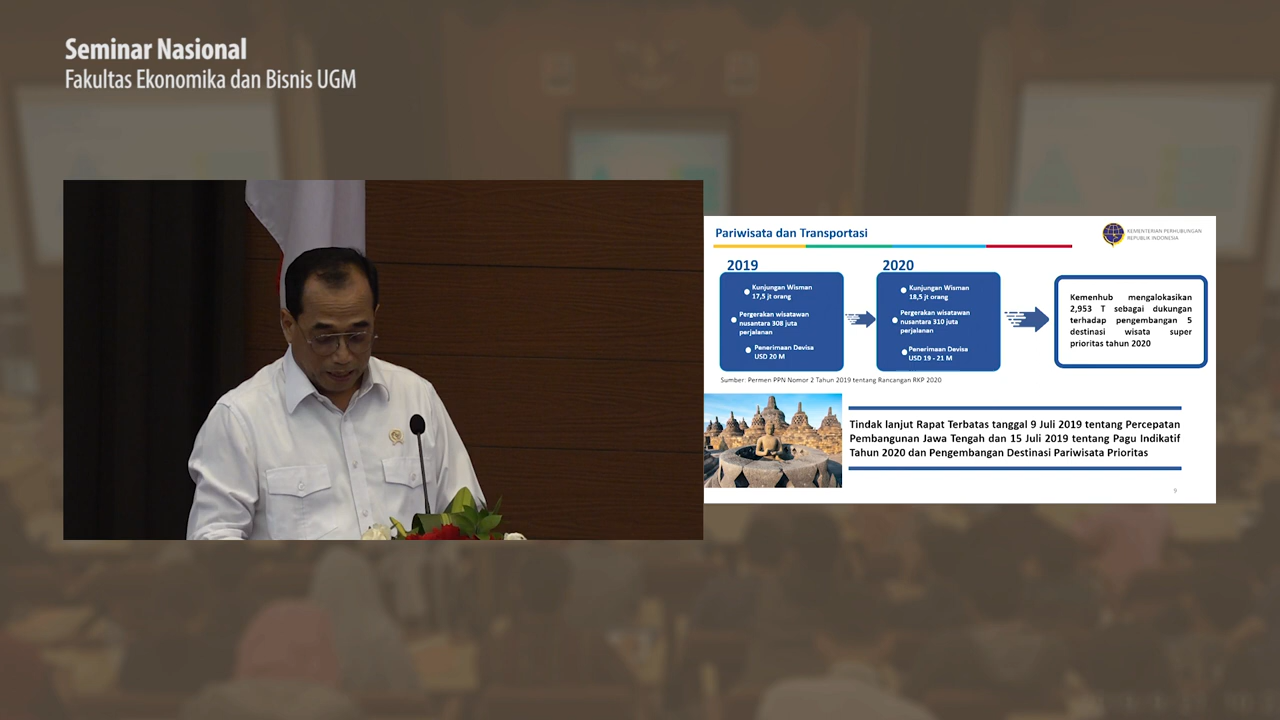 Seminar Nasional
Fakultas Ekonomika dan Bisnis UGM
Pariwisata dan Transportasi
KEMENTERIAN PERHUBUNGAN
REPUBLIK INDONESIA
2019
Kunjungan Wisman
17,5 jt orang
Pergerakan wisatawan
nusantara 308 juta
perjalanan
Penerimaan Devisa
USD 20 M
2020
Kunjungan Wisman
18,5 jt orang
Pergerakan wisatawan
nusantara 310 juta
perjalanan
Penerimaan Devisa
USD 19 - 21 M
Kemenhub mengalokasikan
2,953 T sebagai dukungan
terhadap pengembangan 5
destinasi wisata super
prioritas tahun 2020
Sumber: Permen PPN Nomor 2 Tahun 2019 tentang Rancangan RKP 2020
Tindak lanjut Rapat Terbatas tanggal 9 Juli 2019 tentang Percepatan
Pembangunan Jawa Tengah dan 15 Juli 2019 tentang Pagu Indikatif
Tahun 2020 dan Pengembangan Destinasi Pariwisata Prioritas
9